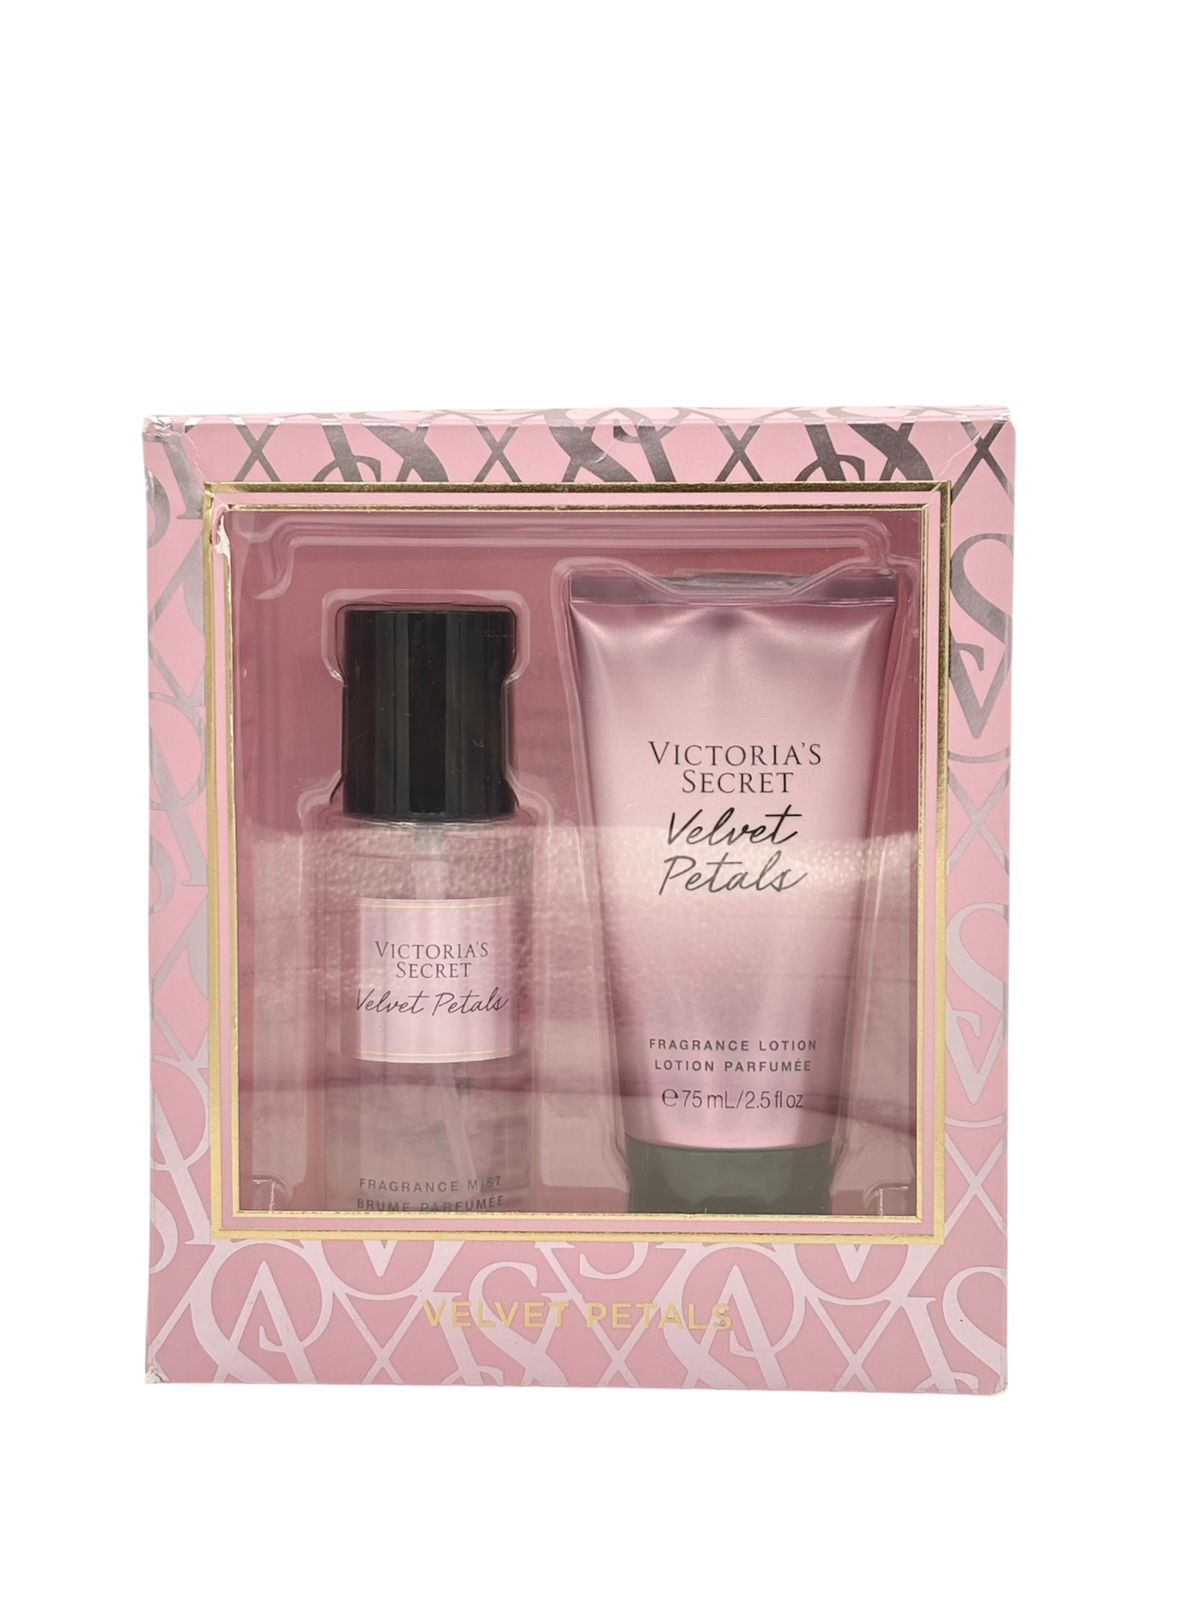 VICTORIA'S
SECRET
Velvet Petals
FRAGRANCE MIST
BRUME PARFUMÉE
VICTORIA'S
SECRET
Velvet
Petals
FRAGRANCE LOTION
LOTION PARFUMÉE
℮75 mL/2.5 fl oz
VELVET PETALS